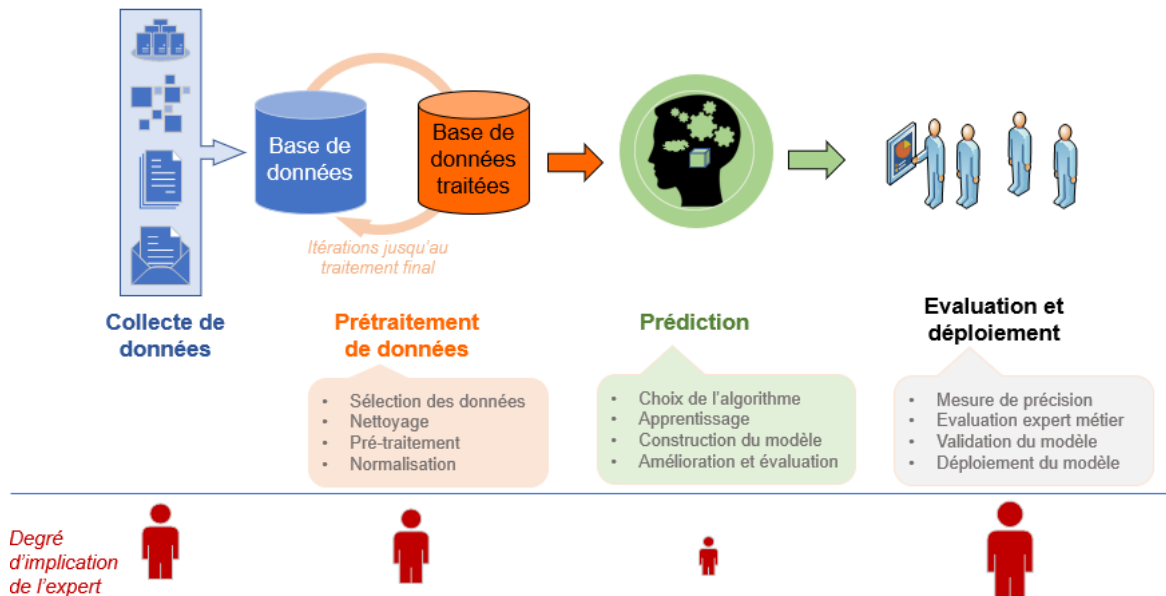 Base de
données
Base de
données
traitées
Itérations jusqu'au
traitement final
Collecte de
données
Prétraitement
de données
Prédiction
Evaluation et
déploiement
• Sélection des données
• Nettoyage
• Pré-traitement
• Normalisation
• Choix de l'algorithme
• Apprentissage
• Construction du modèle
• Amélioration et évaluation
• Mesure de précision
• Evaluation expert métier
• Validation du modèle
• Déploiement du modèle
Degré
d'implication
de l'expert